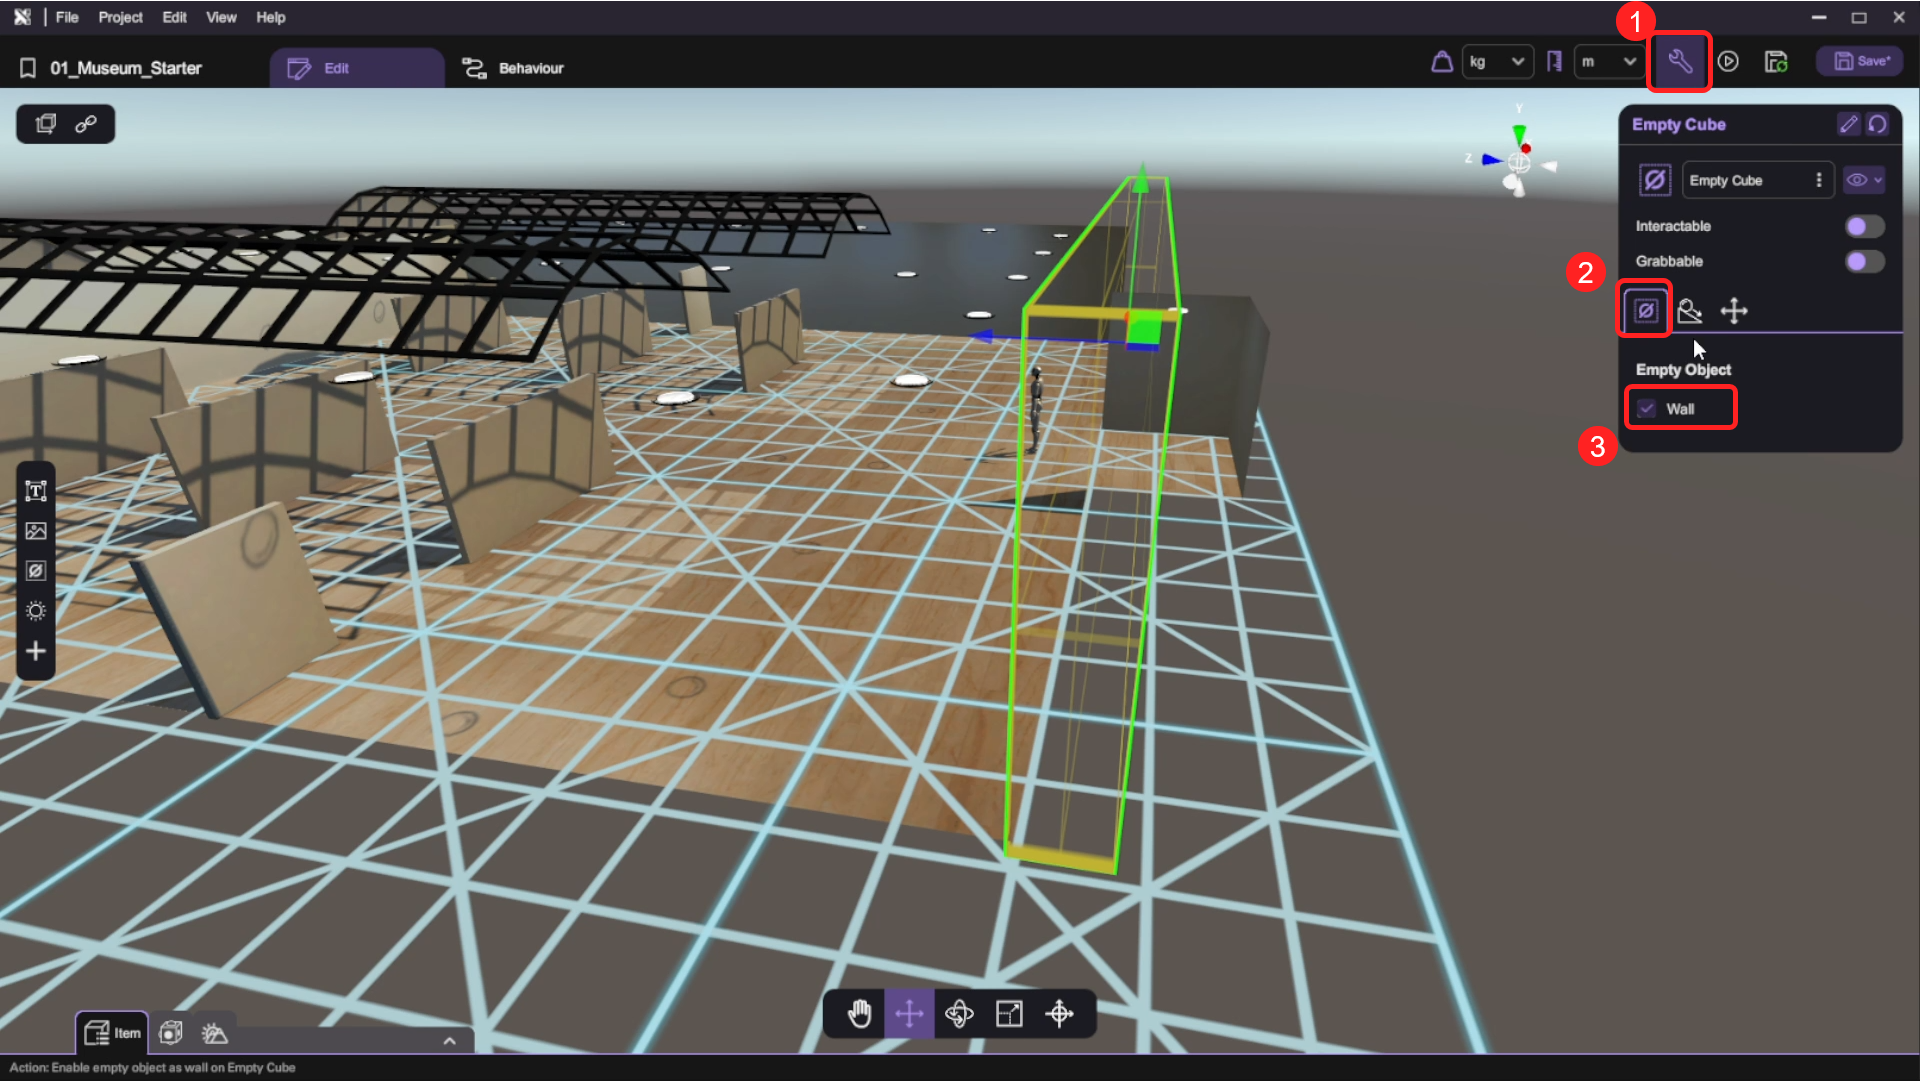 File Project Edit View Help
1
01_Museum_Starter
Edit
Behaviour
kg
m
Save*
Y
Z
Empty Cube
Empty Cube
Interactable
Grabbable
2
Empty Object
Wall
3
T
Item
Action: Enable empty object as wall on Empty Cube